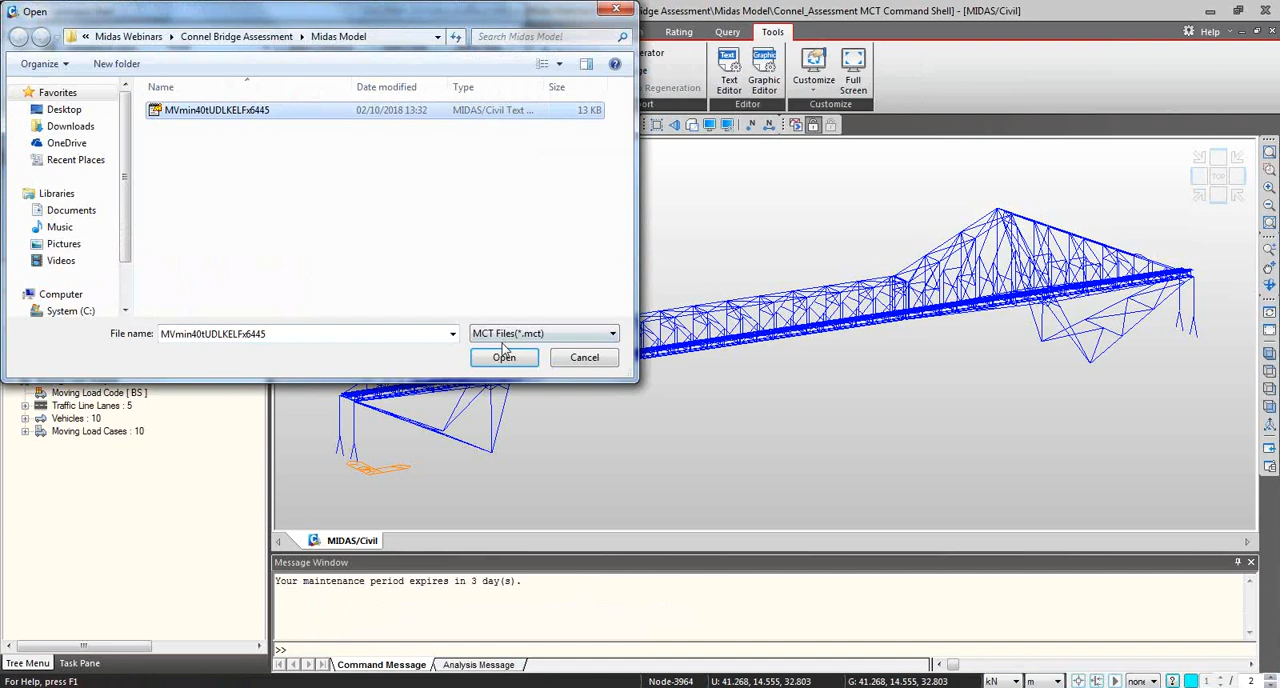 Open
ridge Assessment\Midas Model\Connel_Assessment MCT Command Shell] - [MIDAS/Civil]
Midas Webinars
Connel Bridge Assessment
Midas Model
Search Midas Model
Rating
Query
Tools
Help
Organize
New folder
Text Editor
Graphic Editor
Customize
Full Screen
Regeneration
Editor
Customize
Name
Date modified
Type
Size
Favorites
MVmin40tUDLKELFx6445
02/10/2018 13:32
MIDAS/Civil Text ...
13 KB
Desktop
Downloads
OneDrive
Recent Places
Libraries
Documents
Music
Pictures
Videos
Computer
System (C:)
TOP
File name:
MVmin40tUDLKELFx6445
MCT Files(*.mct)
Open
Cancel
Moving Load Code [ BS ]
Traffic Line Lanes : 5
Vehicles : 10
Moving Load Cases : 10
MIDAS/Civil
Message Window
Your maintenance period expires in 3 day(s).
>>
Tree Menu
Task Pane
Command Message
Analysis Message
For Help, press F1
Node-3964
U: 41.268, 14.555, 32.803
G: 41.268, 14.555, 32.803
kN
m
none
1
/
2